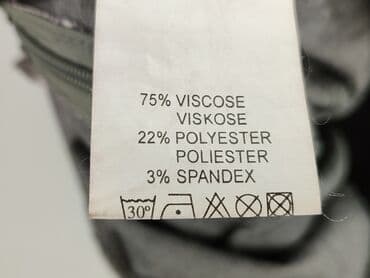 75% VISCOSE
VISKOSE
22% POLYESTER
POLIESTER
3% SPANDEX
30°